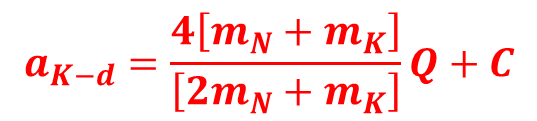 a_{K-d} = \frac{4[m_N + m_K]}{[2m_N + m_K]} Q + C